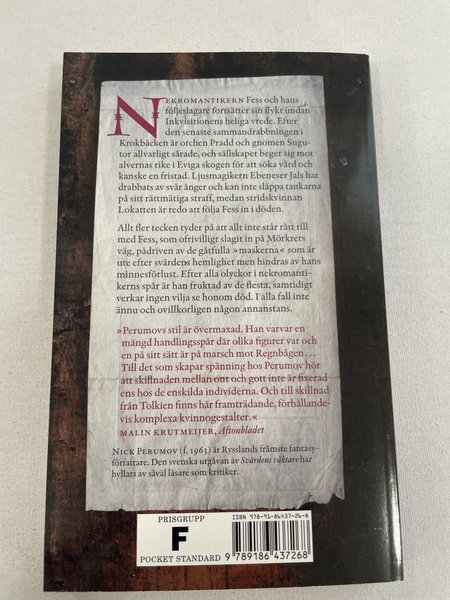 NEKROMANTIKERN Fess och hans
följeslagare fortsätter sin flykt undan
Inkvisitionens heliga vrede. Efter
den senaste sammandrabbningen i
Krokbäcken är orchen Pradd och gnomen Sugu-
tor allvarligt sårade, och sällskapet beger sig mot
alvernas rike i Eviga skogen för att söka vård och
kanske en fristad. Ljusmagikern Ebeneser Jals har
drabbats av svår ånger och kan inte släppa tankarna
på sitt rättmätiga straff, medan stridskvinnan
Lokatten är redo att följa Fess in i döden.
Allt fler tecken tyder på att allt inte står rätt till
med Fess, som ofrivilligt slagit in på Mörkrets
väg, pådriven av de gåtfulla »maskerna« som är
ute efter svärdens hemlighet men hindras av hans
minnesförlust. Efter alla olyckor i nekromanti-
kerns spår är han fruktad av de flesta, samtidigt
verkar ingen vilja se honom död. I alla fall inte
ännu och ovillkorligen någon annanstans.
»Perumovs stil är övermaxad. Han varvar en
mängd handlingsspår där olika figurer var och
en på sitt sätt är på marsch mot Regnbågen…
Till det som skapar spänning hos Perumov hör
att skillnaden mellan ont och gott inte är fixerad
ens hos de enskilda individerna. Och till skillnad
från Tolkien finns här framträdande, förhållande-
vis komplexa kvinnogestalter.«
MALIN KRUTMEIJER, Aftonbladet
NICK PERUMOV (f. 1963) är Rysslands främste fantasy-
författare. Den svenska utgåvan av Svärdens väktare har
hyllats av såväl läsare som kritiker.
PRISGRUPP
F
POCKET STANDARD
ISBN 978-91-86437-26-8
9 789186 437268